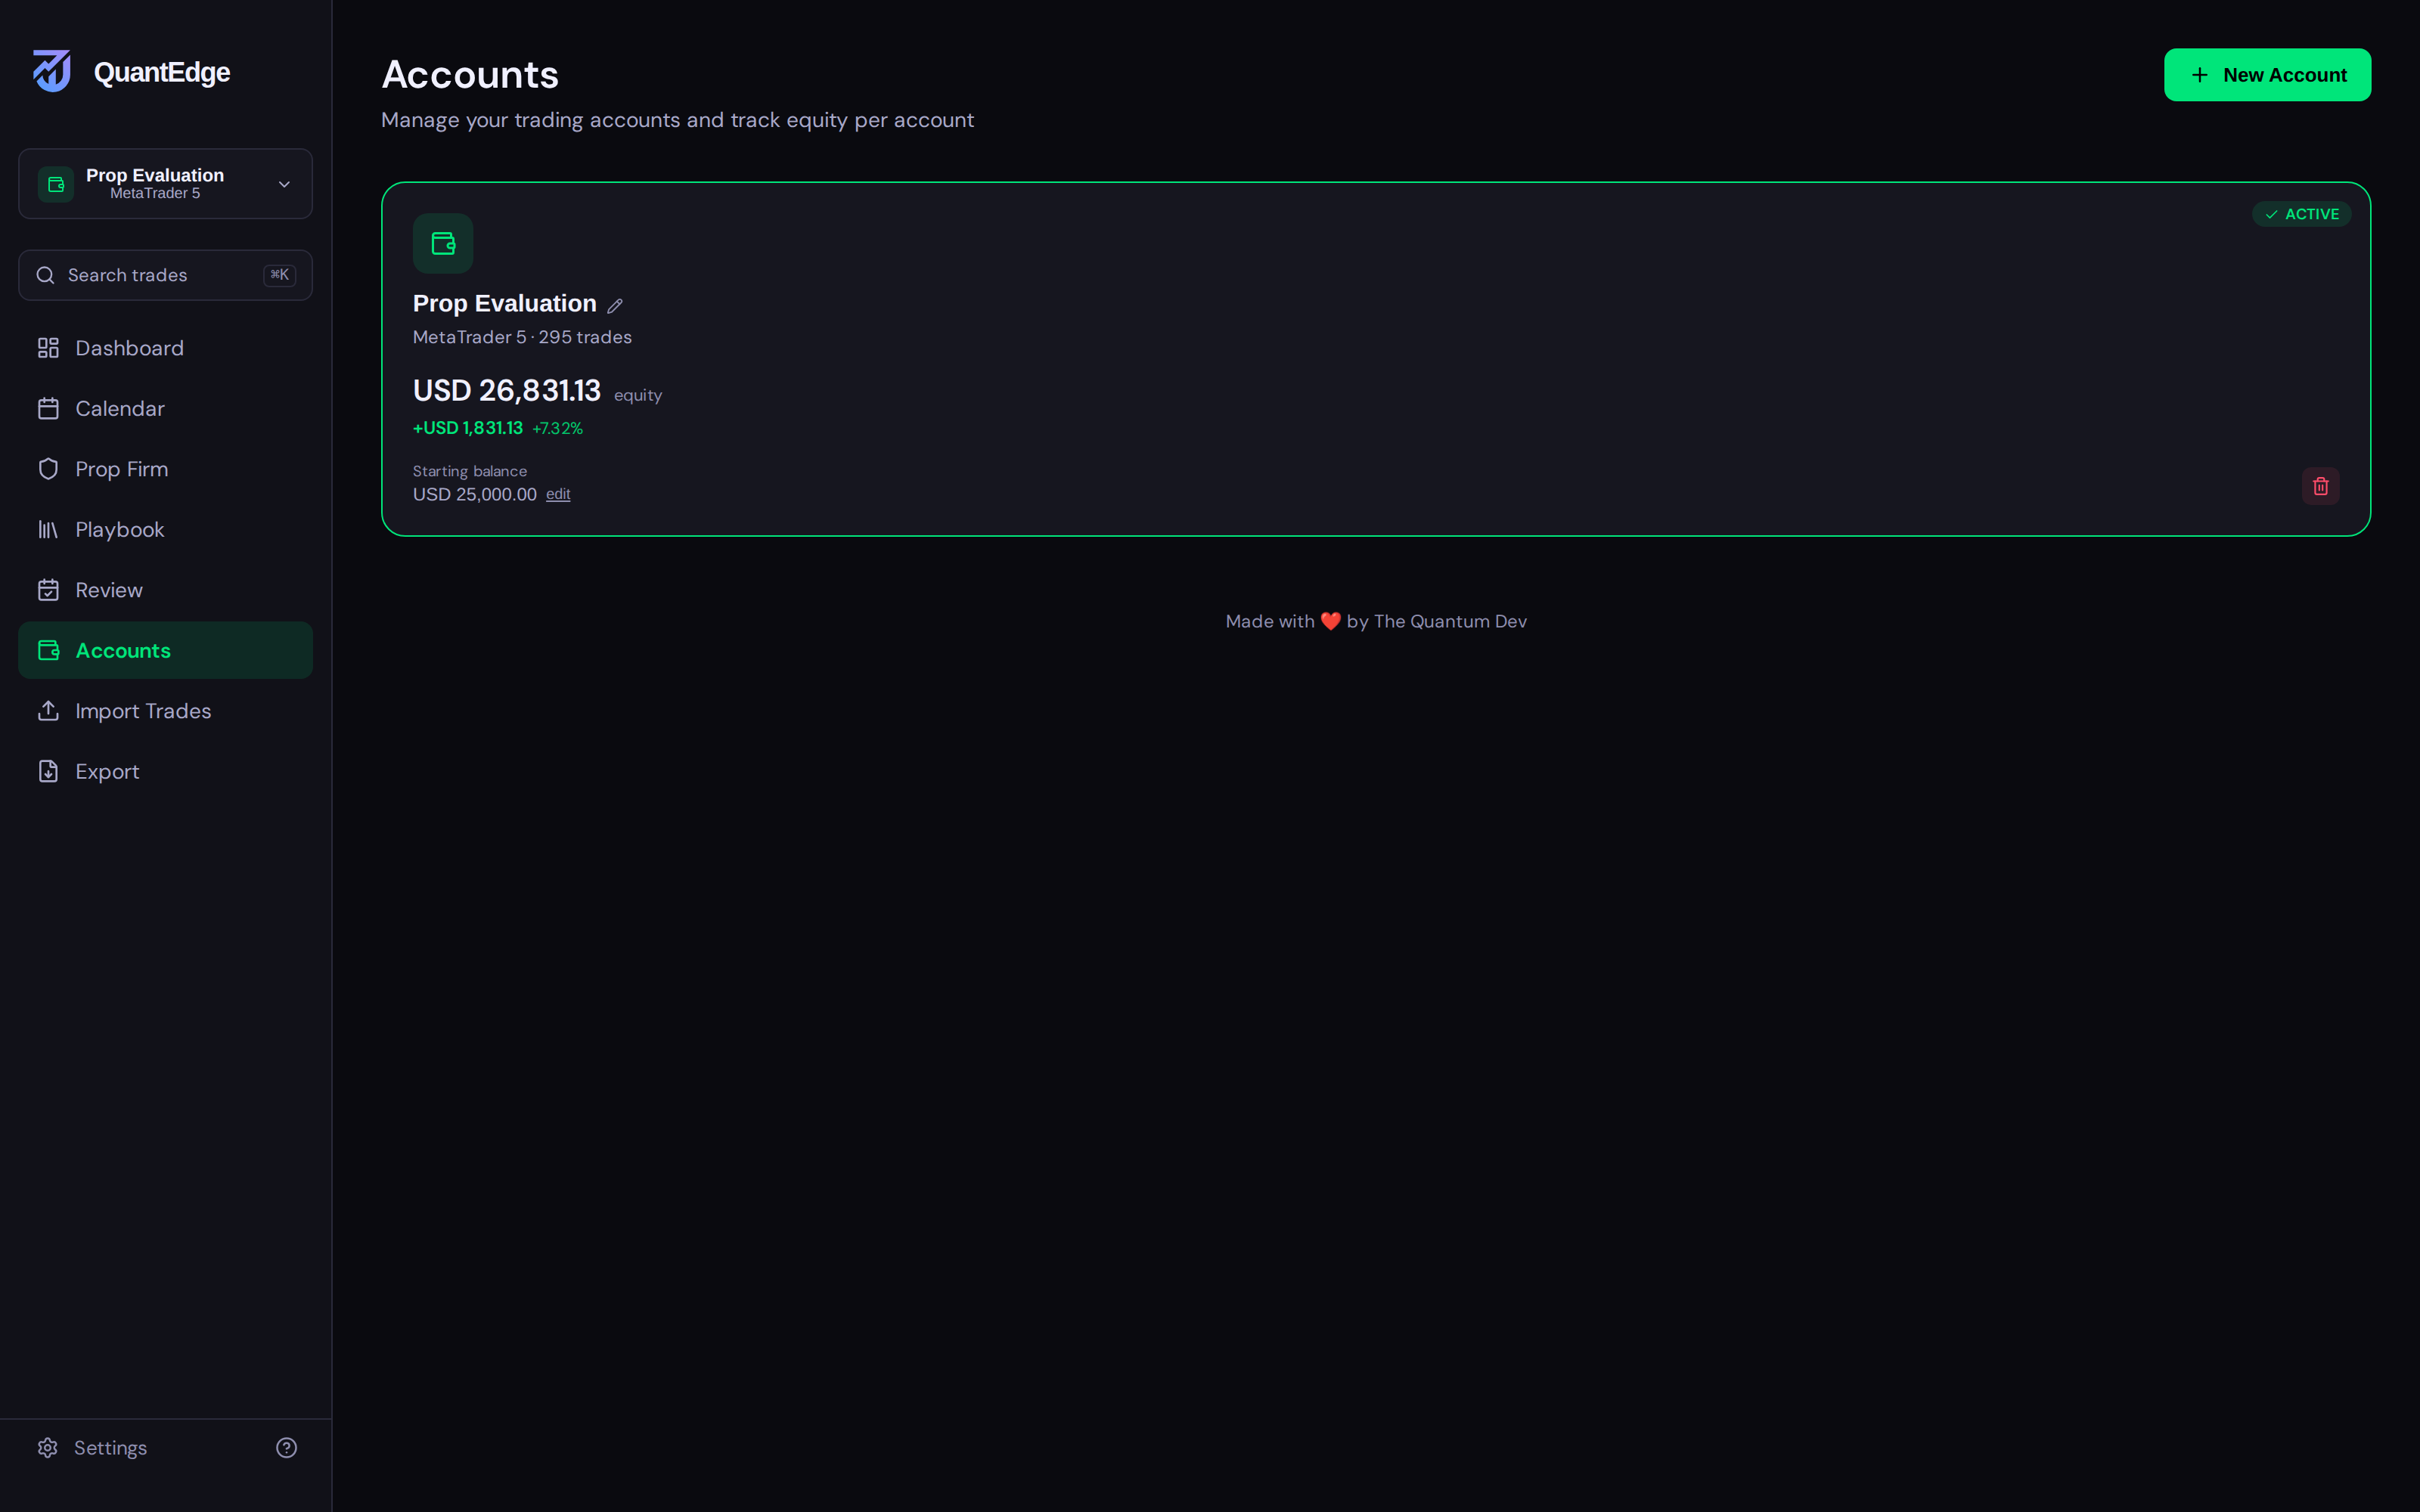 QuantEdge
Prop Evaluation
MetaTrader 5
Search trades ⌘K
Dashboard
Calendar
Prop Firm
Playbook
Review
Accounts
Import Trades
Export
Settings
Accounts
New Account
Manage your trading accounts and track equity per account
ACTIVE
Prop Evaluation
MetaTrader 5 · 295 trades
USD 26,831.13 equity
+USD 1,831.13 +7.32%
Starting balance
USD 25,000.00 edit
Made with ❤️ by The Quantum Dev